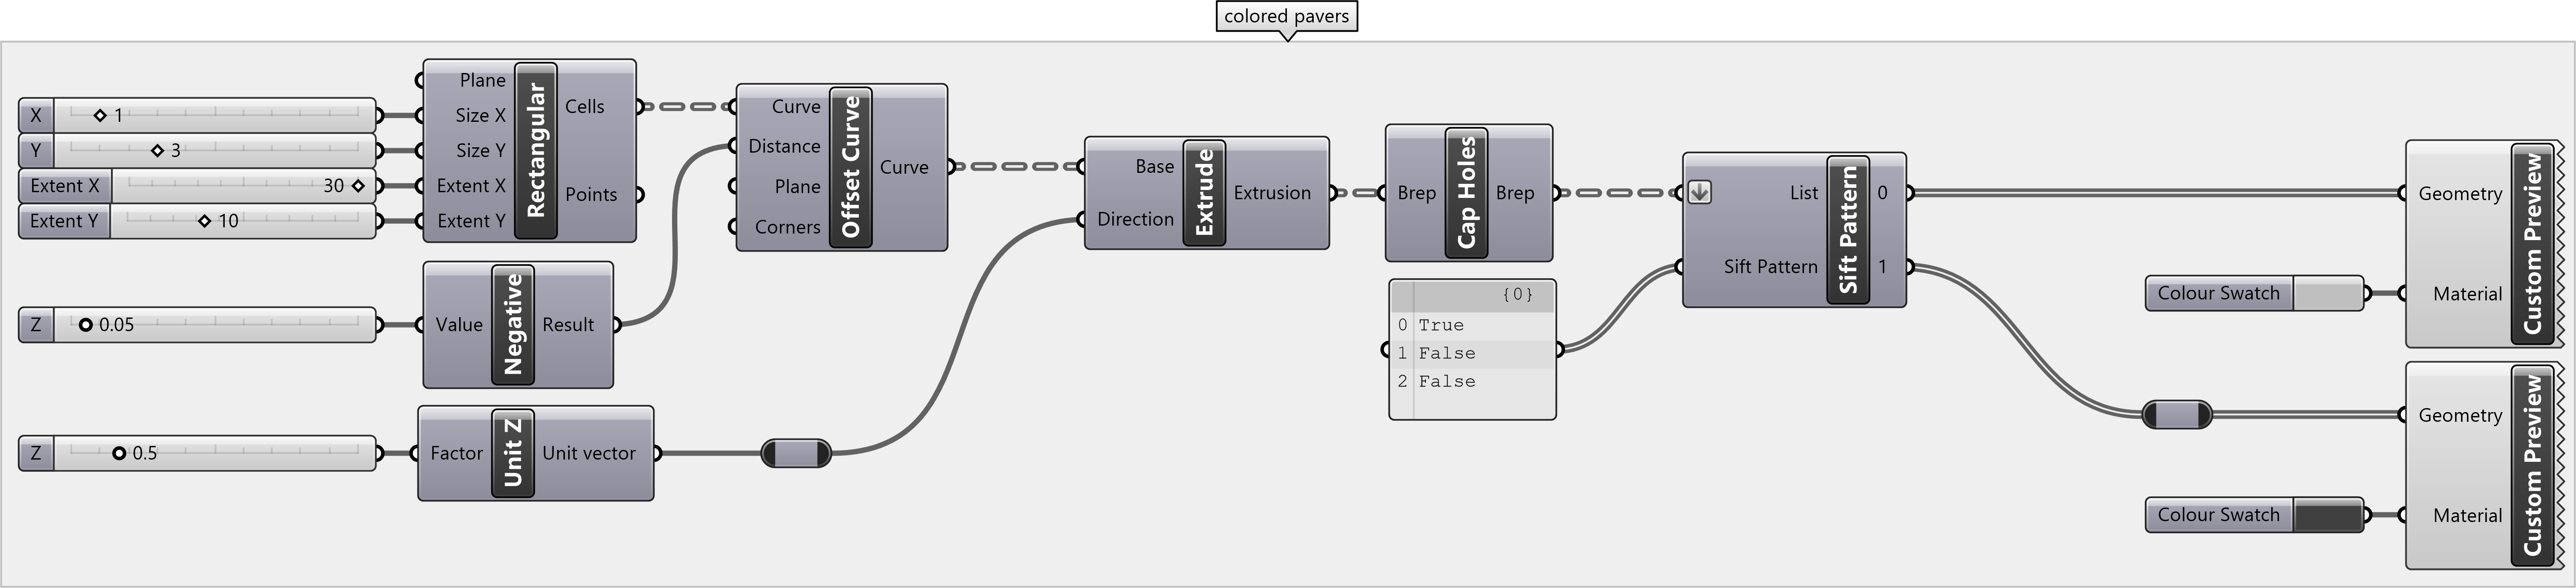 colored pavers
X 1
Y 3
Extent X 30
Extent Y 10
Plane
Size X
Size Y
Extent X
Extent Y
Rectangular
Cells
Points
Z 0.05
Value
Negative
Result
Z 0.5
Factor
Unit Z
Unit vector
Curve
Distance
Plane
Corners
Offset Curve
Curve
Base
Direction
Extrude
Extrusion
Brep
Cap Holes
Brep
{0}
0 True
1 False
2 False
List
Sift Pattern
Sift Pattern
0
1
Colour Swatch
Geometry
Material
Custom Preview
Colour Swatch
Geometry
Material
Custom Preview